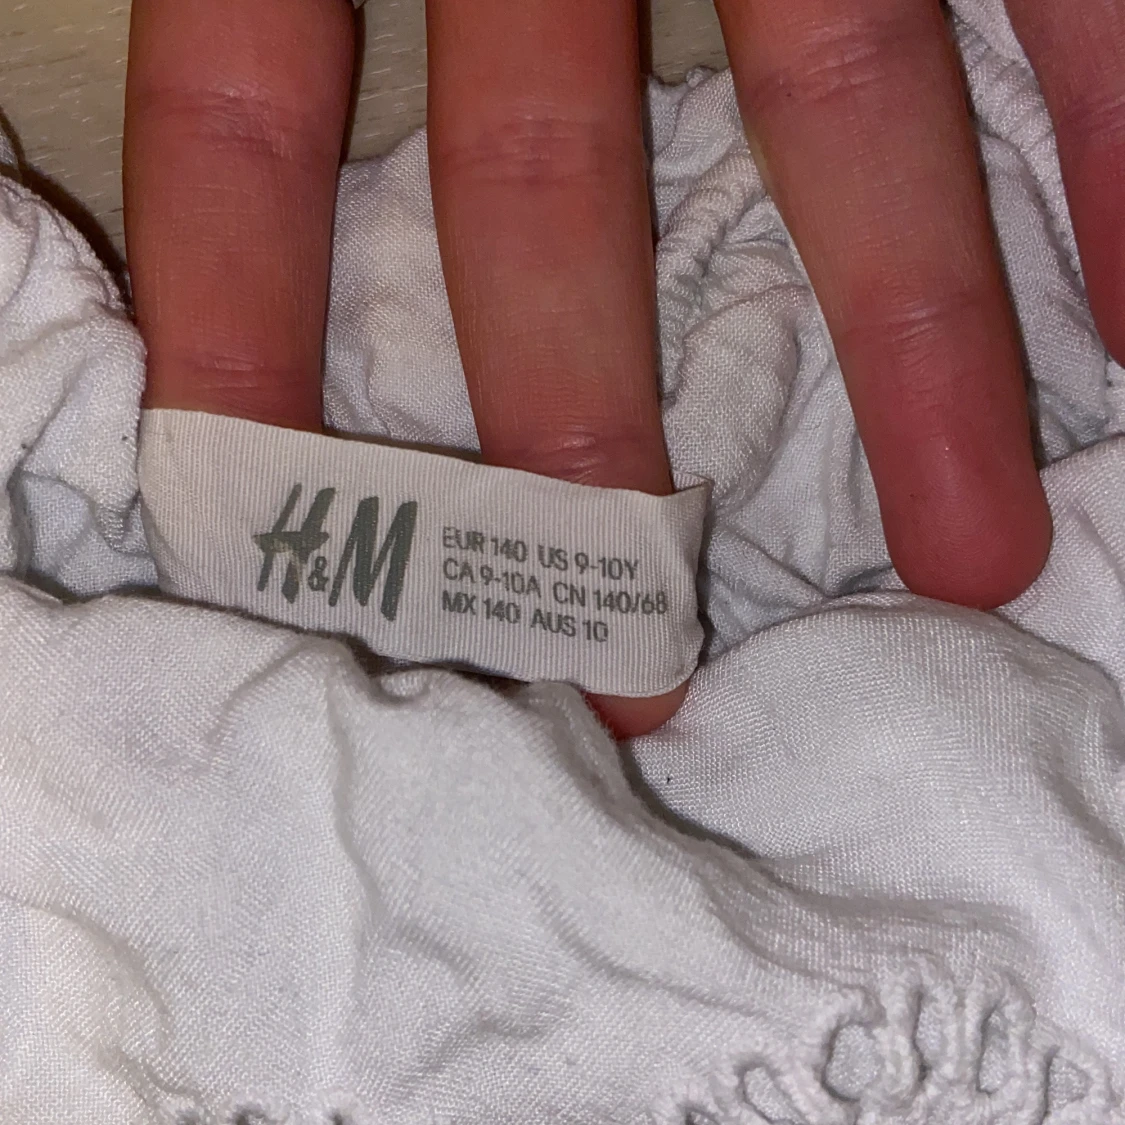 H&M
EUR 140 US 9-10Y
CA 9-10A CN 140/68
MX 140 AUS 10